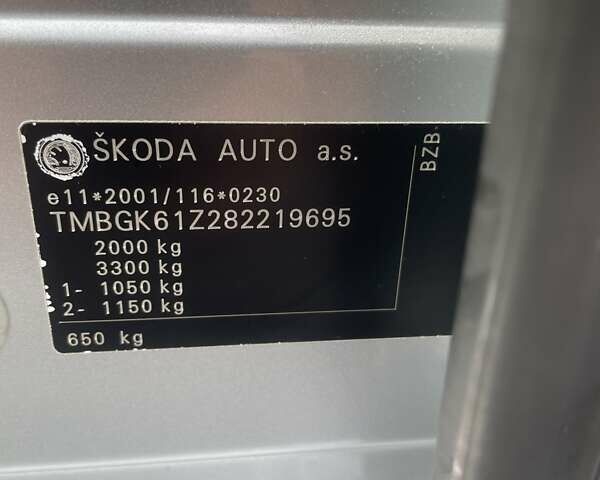 ŠKODA AUTO a.s.
BZB
e11*2001/116*0230
TMBGK61Z282219695
2000 kg
3300 kg
1- 1050 kg
2- 1150 kg
650 kg